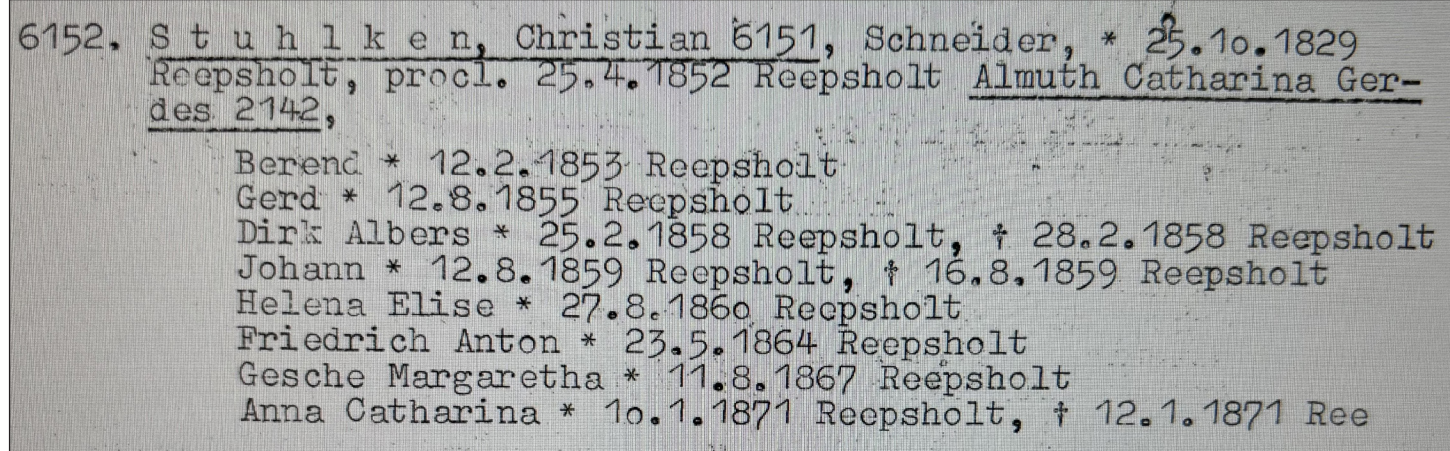 6152. S t u h l k e n, Christian 6151, Schneider, * 25.1o.1829
Reepsholt, procl. 25.4.1852 Reepsholt Almuth Catharina Ger-
des 2142,
Berend * 12.2.1853 Reepsholt
Gerd * 12.8.1855 Reepsholt
Dirk Albers * 25.2.1858 Reepsholt, † 28.2.1858 Reepsholt
Johann * 12.8.1859 Reepsholt, † 16.8.1859 Reepsholt
Helena Elise * 27.8.186o Reepsholt
Friedrich Anton * 23.5.1864 Reepsholt
Gesche Margaretha * 11.8.1867 Reepsholt
Anna Catharina * 1o.1.1871 Reepsholt, † 12.1.1871 Ree